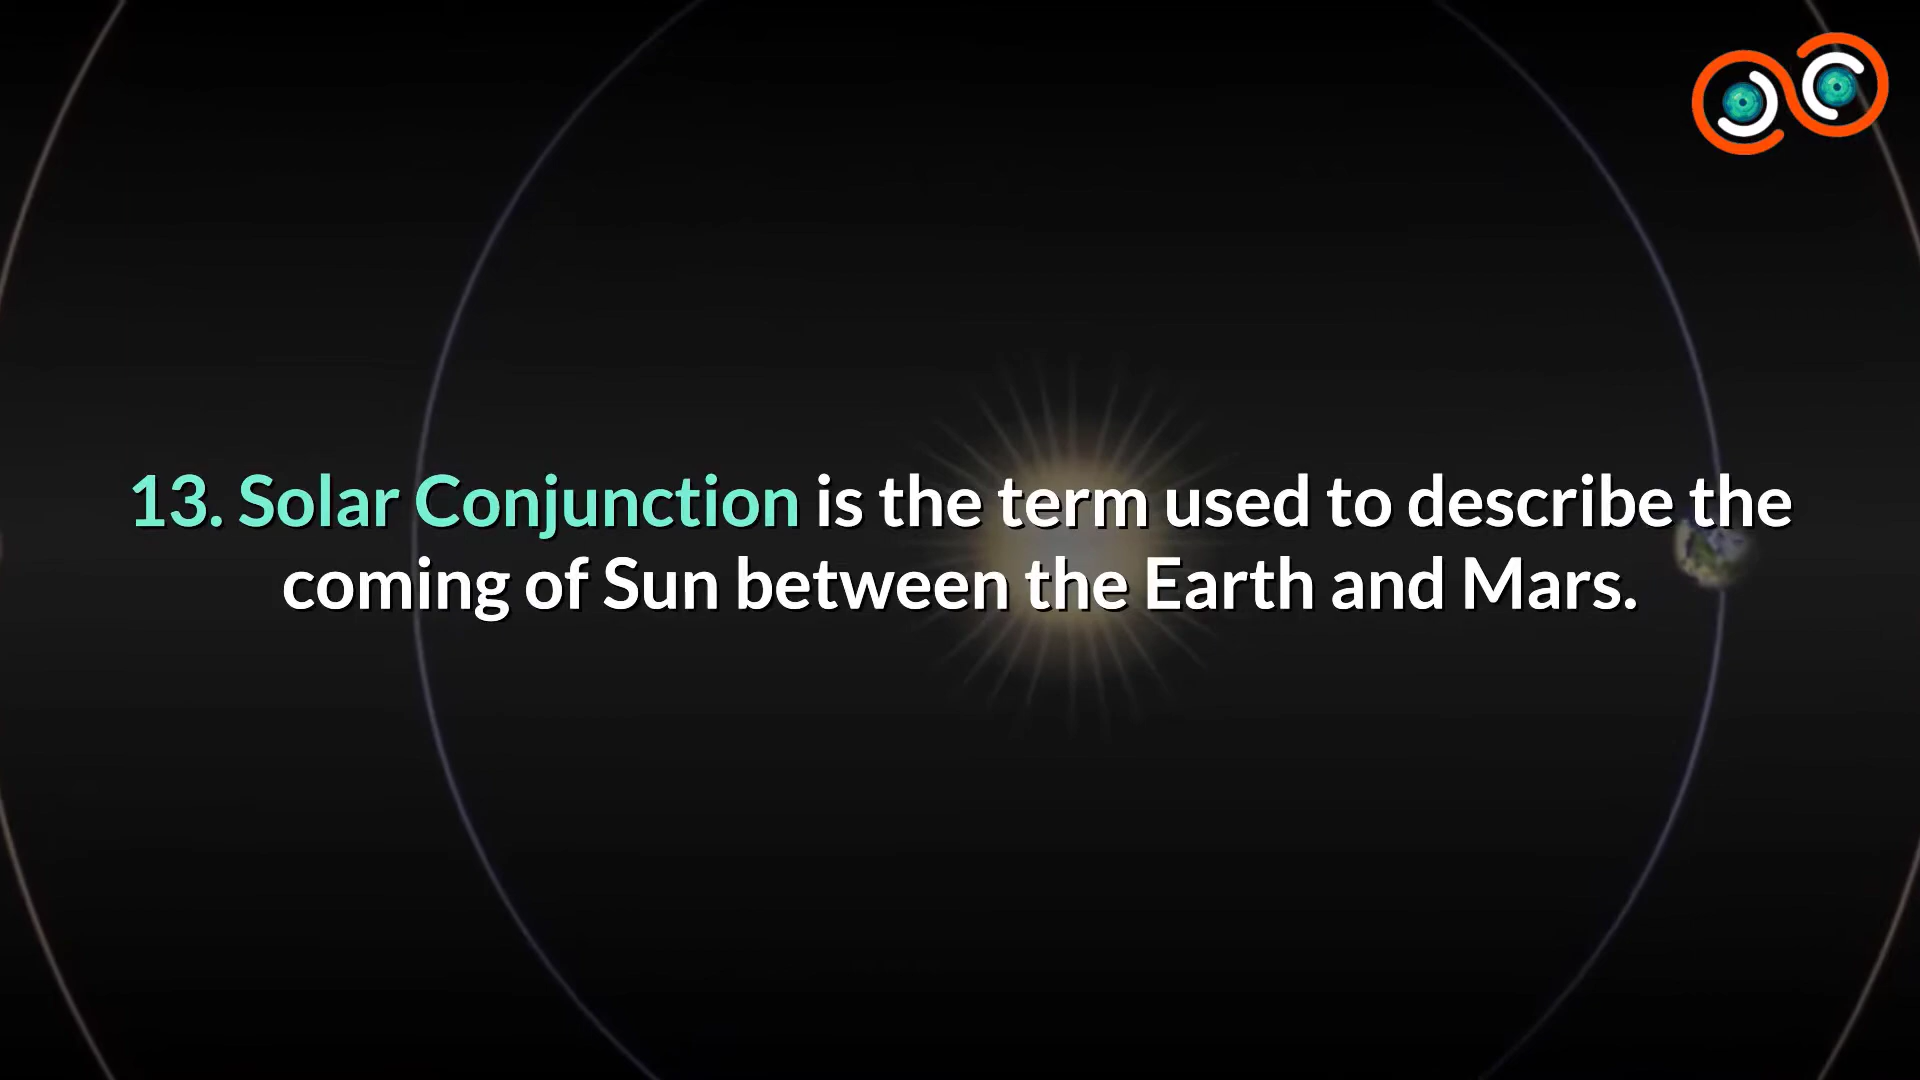 13. Solar Conjunction is the term used to describe the
coming of Sun between the Earth and Mars.